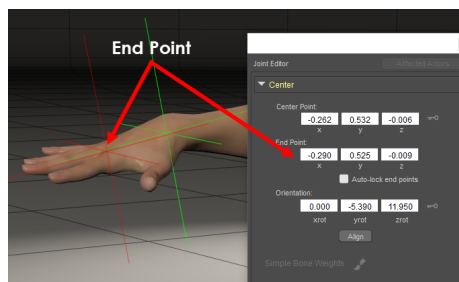 End Point
Joint Editor
Affected Actors
Center
Center Point:
-0.262 0.532 -0.006
x y z
End Point:
-0.290 0.525 -0.009
x y z
Auto-lock end points
Orientation:
0.000 -5.390 11.950
xrot yrot zrot
Align
Simple Bone Weights